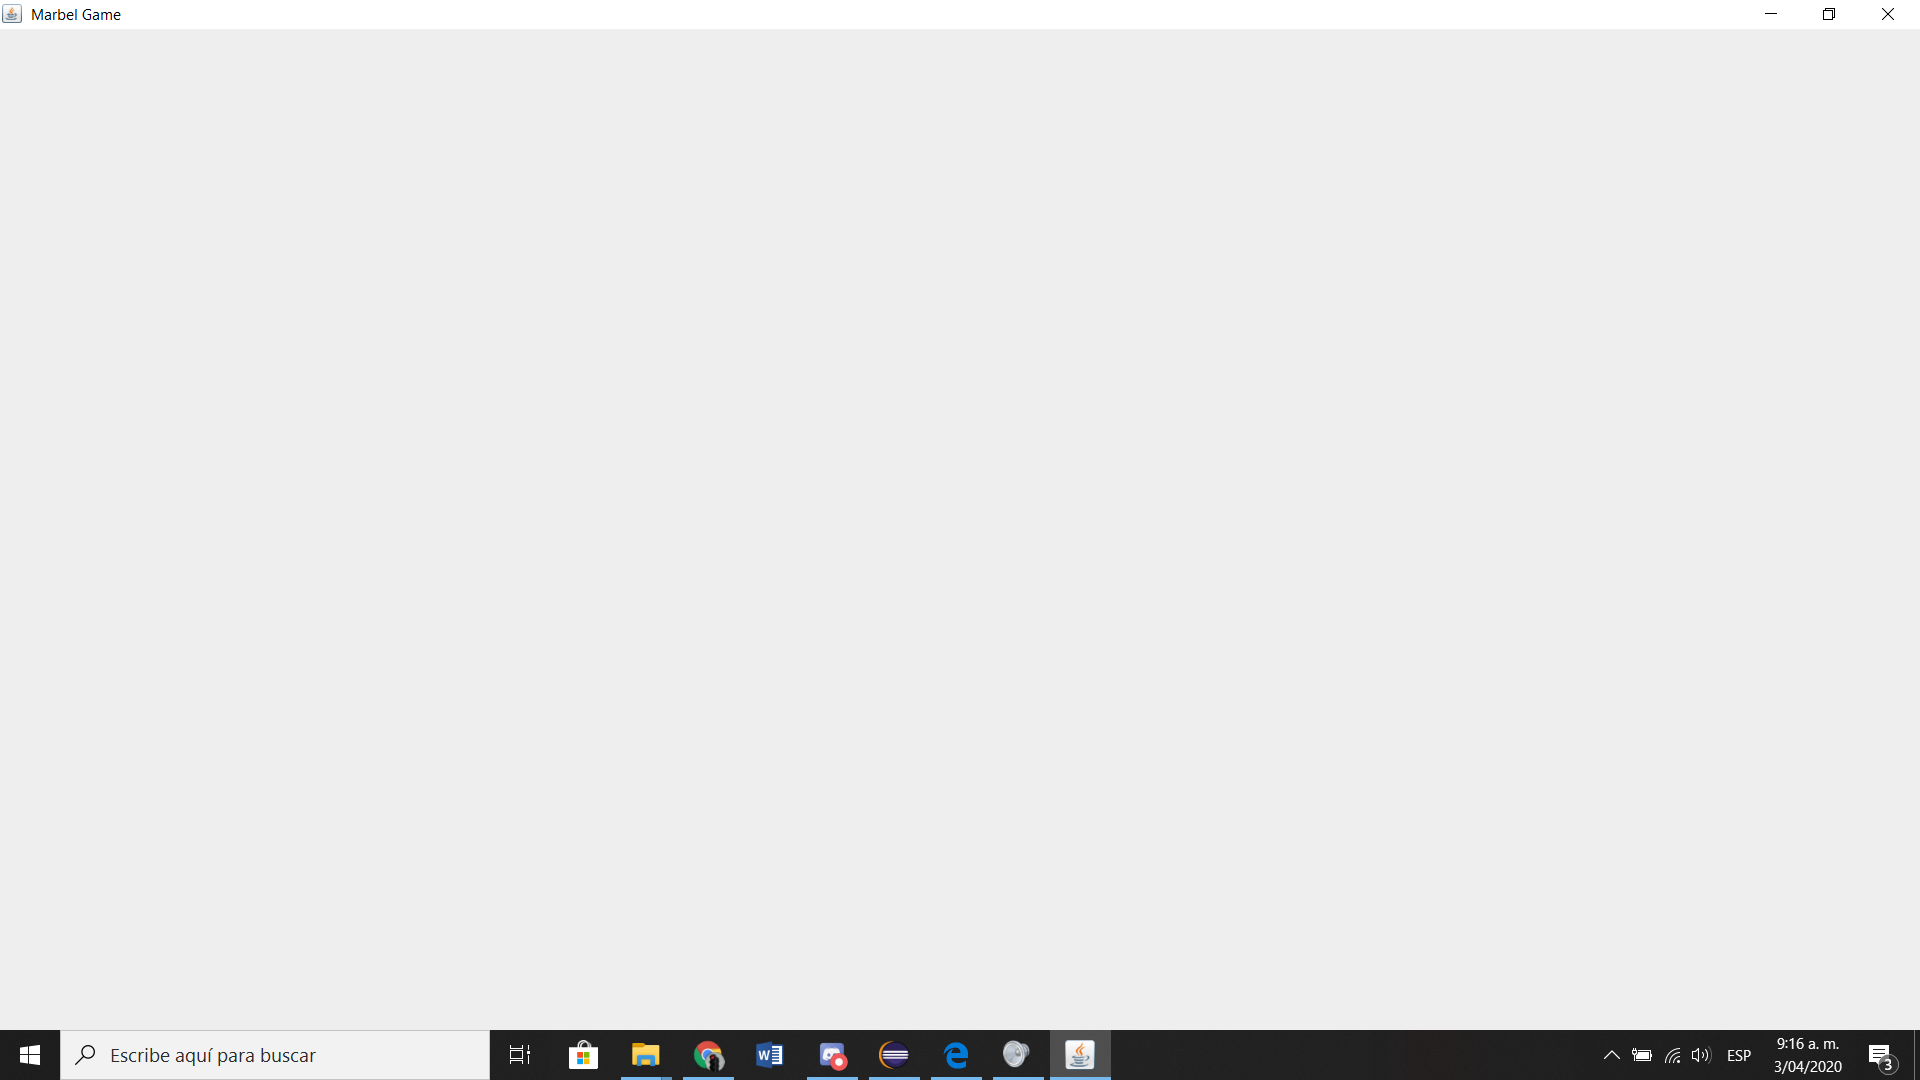 Marbel Game
Escribe aquí para buscar
W
ESP
9:16 a. m.
3/04/2020
3